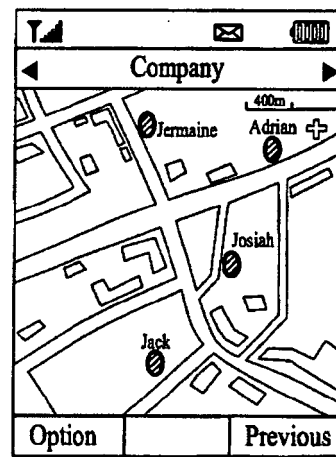 Company
400m
Jermaine
Adrian
Josiah
Jack
Option Previous